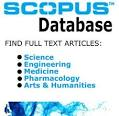 SCOPUS™
Database
FIND FULL TEXT ARTICLES:
• Science
• Engineering
• Medicine
• Pharmacology
• Arts & Humanities